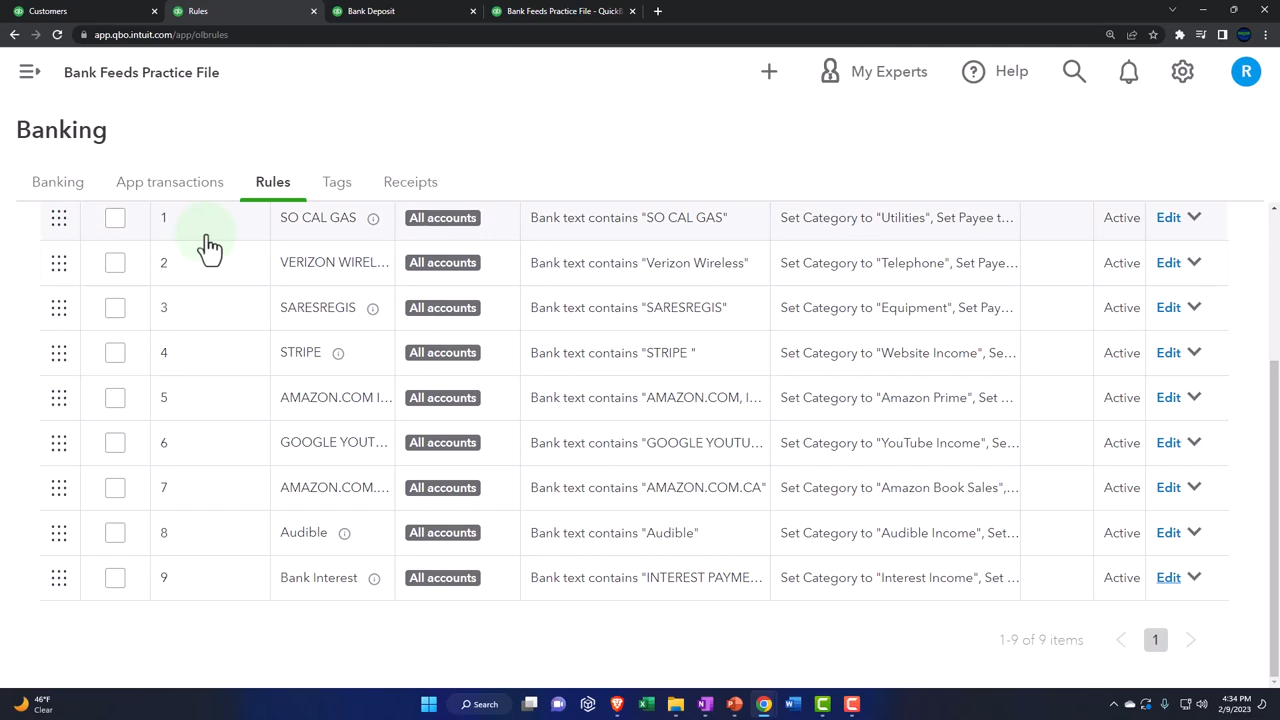 Customers
Rules
Bank Deposit
Bank Feeds Practice File - QuickB
app.qbo.intuit.com/app/olbrules
Bank Feeds Practice File
My Experts
Help
R
Banking
Banking App transactions Rules Tags Receipts
1 SO CAL GAS All accounts Bank text contains "SO CAL GAS" Set Category to "Utilities", Set Payee t... Active Edit
2 VERIZON WIREL... All accounts Bank text contains "Verizon Wireless" Set Category to "Telephone", Set Paye... Active Edit
3 SARESREGIS All accounts Bank text contains "SARESREGIS" Set Category to "Equipment", Set Pay... Active Edit
4 STRIPE All accounts Bank text contains "STRIPE " Set Category to "Website Income", Se... Active Edit
5 AMAZON.COM I... All accounts Bank text contains "AMAZON.COM, I... Set Category to "Amazon Prime", Set ... Active Edit
6 GOOGLE YOUT... All accounts Bank text contains "GOOGLE YOUTU... Set Category to "YouTube Income", Se... Active Edit
7 AMAZON.COM.... All accounts Bank text contains "AMAZON.COM.CA" Set Category to "Amazon Book Sales",... Active Edit
8 Audible All accounts Bank text contains "Audible" Set Category to "Audible Income", Set... Active Edit
9 Bank Interest All accounts Bank text contains "INTEREST PAYME... Set Category to "Interest Income", Set ... Active Edit
1-9 of 9 items 1
46°F
Clear
Search
4:34 PM
2/9/2023